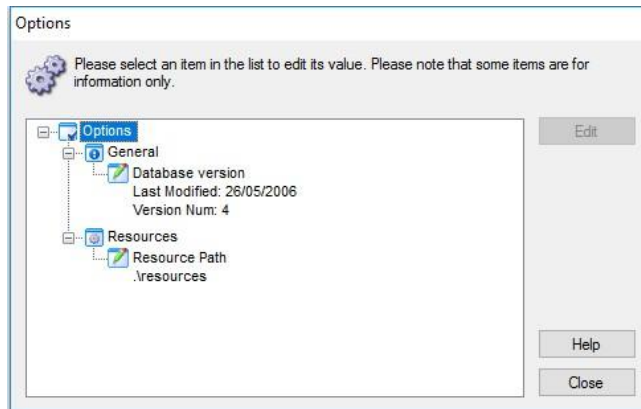 Options
Please select an item in the list to edit its value. Please note that some items are for
information only.
Options
Edit
General
Database version
Last Modified: 26/05/2006
Version Num: 4
Resources
Resource Path
.\resources
Help
Close